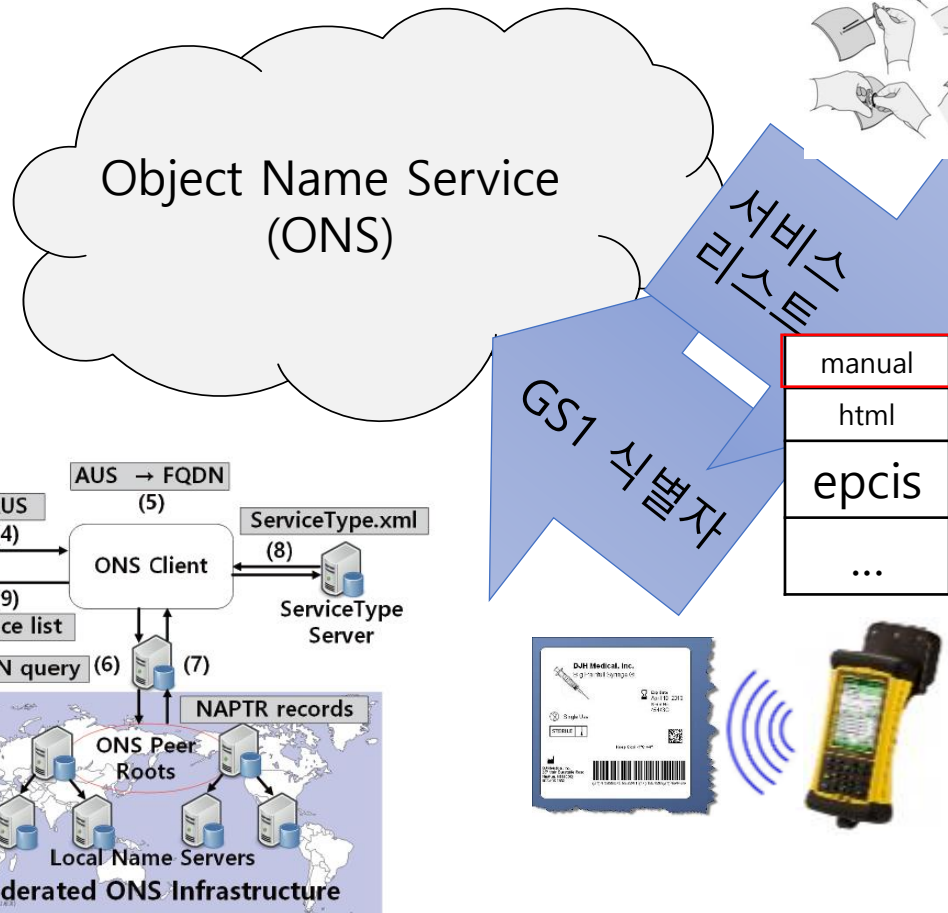 Object Name Service
(ONS)
서비스
리스트
GS1 식별자
manual
html
epcis
...
AUS → FQDN
(5)
US
4)
ServiceType.xml
(8)
ONS Client
9)
ServiceType
Server
ce list
N query (6) (7)
NAPTR records
ONS Peer
Roots
Local Name Servers
derated ONS Infrastructure
DJH Medical, Inc.
Single Use
STERILE